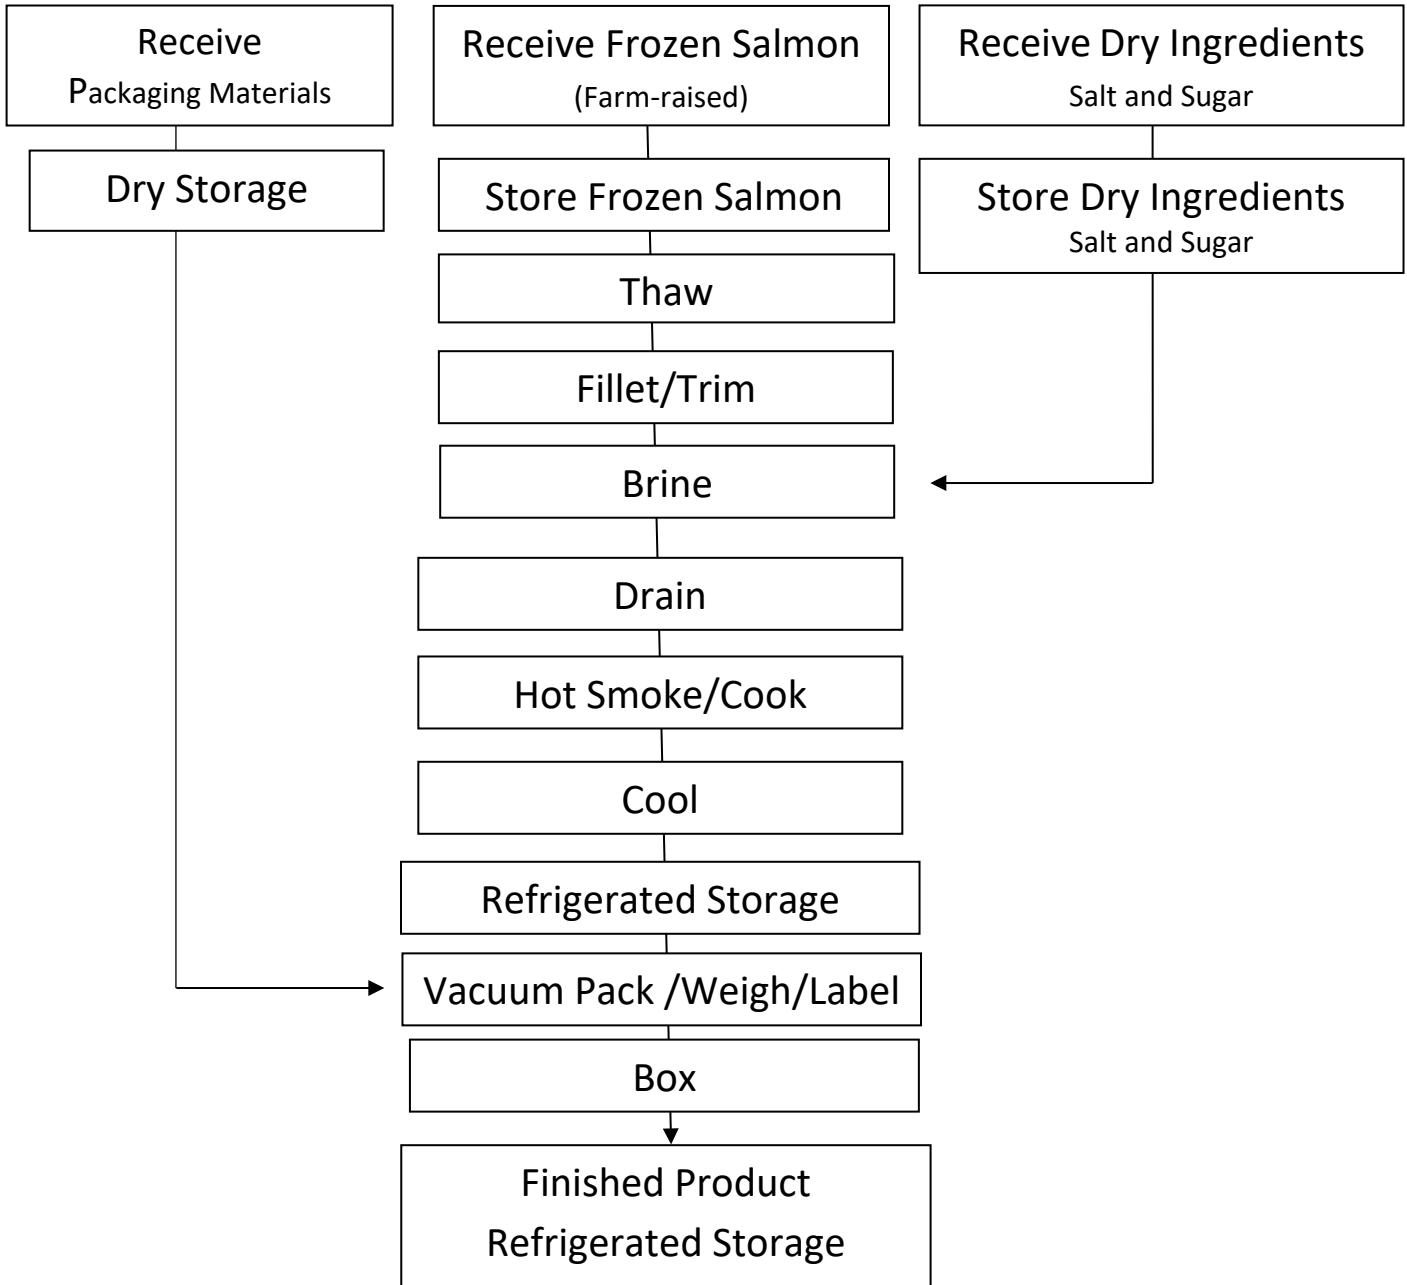 Receive
Packaging Materials
Receive Frozen Salmon
(Farm-raised)
Receive Dry Ingredients
Salt and Sugar
Dry Storage
Store Frozen Salmon
Store Dry Ingredients
Salt and Sugar
Thaw
Fillet/Trim
Brine
Drain
Hot Smoke/Cook
Cool
Refrigerated Storage
Vacuum Pack /Weigh/Label
Box
Finished Product
Refrigerated Storage